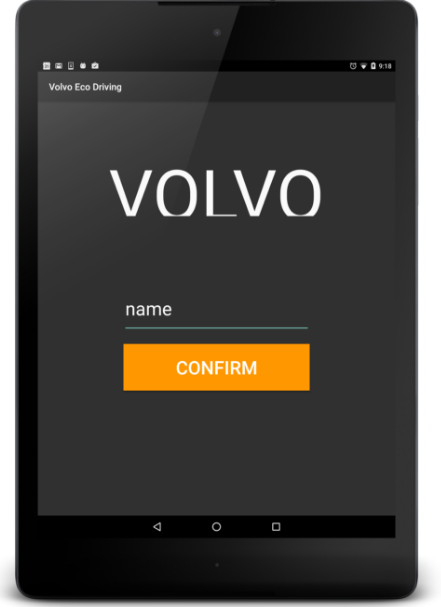 9:18
Volvo Eco Driving
VOLVO
name
CONFIRM